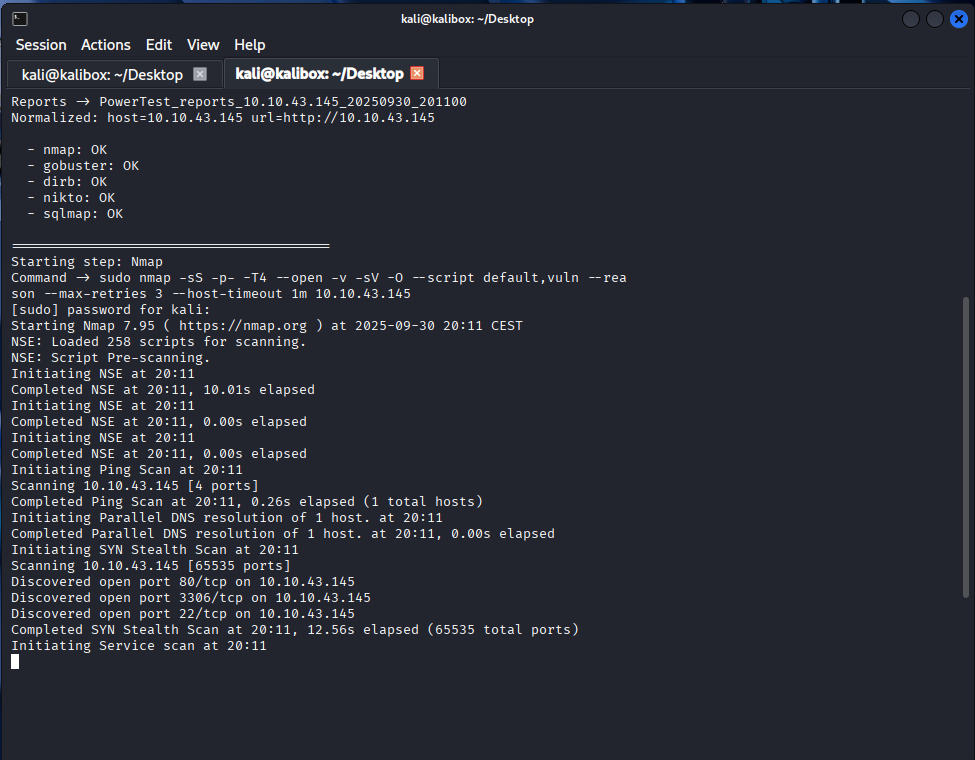 kali@kalibox: ~/Desktop
Session Actions Edit View Help
kali@kalibox: ~/Desktop kali@kalibox: ~/Desktop
Reports → PowerTest_reports_10.10.43.145_20250930_201100
Normalized: host=10.10.43.145 url=http://10.10.43.145
- nmap: OK
- gobuster: OK
- dirb: OK
- nikto: OK
- sqlmap: OK
════════════════════════════════════════
Starting step: Nmap
Command → sudo nmap -sS -p- -T4 --open -v -sV -O --script default,vuln --rea
son --max-retries 3 --host-timeout 1m 10.10.43.145
[sudo] password for kali:
Starting Nmap 7.95 ( https://nmap.org ) at 2025-09-30 20:11 CEST
NSE: Loaded 258 scripts for scanning.
NSE: Script Pre-scanning.
Initiating NSE at 20:11
Completed NSE at 20:11, 10.01s elapsed
Initiating NSE at 20:11
Completed NSE at 20:11, 0.00s elapsed
Initiating NSE at 20:11
Completed NSE at 20:11, 0.00s elapsed
Initiating Ping Scan at 20:11
Scanning 10.10.43.145 [4 ports]
Completed Ping Scan at 20:11, 0.26s elapsed (1 total hosts)
Initiating Parallel DNS resolution of 1 host. at 20:11
Completed Parallel DNS resolution of 1 host. at 20:11, 0.00s elapsed
Initiating SYN Stealth Scan at 20:11
Scanning 10.10.43.145 [65535 ports]
Discovered open port 80/tcp on 10.10.43.145
Discovered open port 3306/tcp on 10.10.43.145
Discovered open port 22/tcp on 10.10.43.145
Completed SYN Stealth Scan at 20:11, 12.56s elapsed (65535 total ports)
Initiating Service scan at 20:11